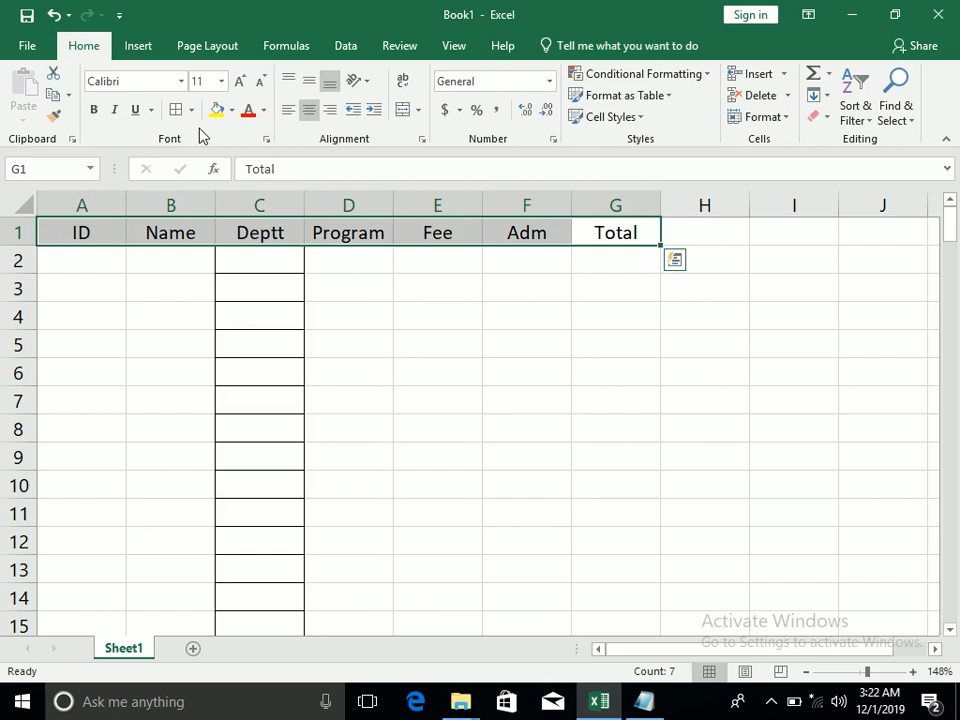 Book1 - Excel
Sign in
File Home Insert Page Layout Formulas Data Review View Help Tell me what you want to do Share
Paste
Calibri 11
B I U A
General
$ % ,
Conditional Formatting
Format as Table
Cell Styles
Insert
Delete
Format
Sort & Filter
Find & Select
Clipboard Font Alignment Number Styles Cells Editing
G1 fx Total
A B C D E F G H I J
1 ID Name Deptt Program Fee Adm Total
2
3
4
5
6
7
8
9
10
11
12
13
14
15
Activate Windows
Go to Settings to activate Windows.
Sheet1
Ready Count: 7 148%
Ask me anything
3:22 AM
12/1/2019
2